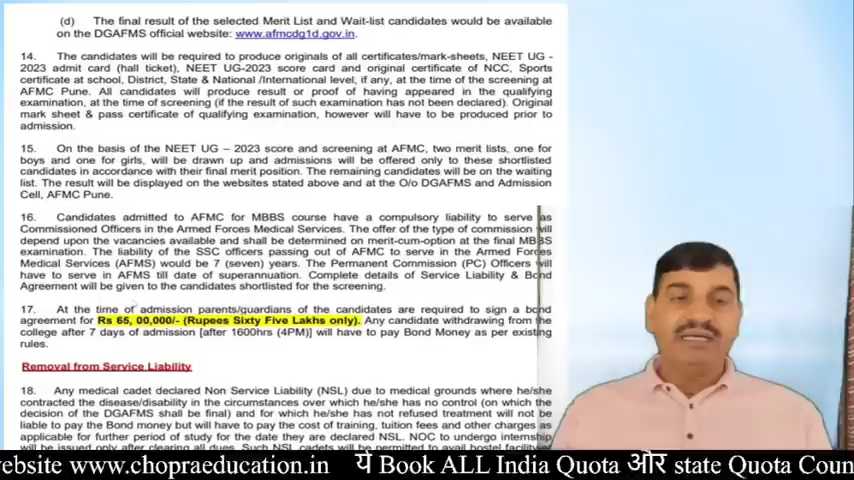 (d) The final result of the selected Merit List and Wait-list candidates would be available
on the DGAFMS official website: www.afmcdg1d.gov.in.
14. The candidates will be required to produce originals of all certificates/mark-sheets, NEET UG -
2023 admit card (hall ticket), NEET UG-2023 score card and original certificate of NCC, Sports
certificate at school, District, State & National /International level, if any, at the time of the screening at
AFMC Pune. All candidates will produce result or proof of having appeared in the qualifying
examination, at the time of screening (if the result of such examination has not been declared). Original
mark sheet & pass certificate of qualifying examination, however will have to be produced prior to
admission.
15. On the basis of the NEET UG – 2023 score and screening at AFMC, two merit lists, one for
boys and one for girls, will be drawn up and admissions will be offered only to these shortlisted
candidates in accordance with their final merit position. The remaining candidates will be on the waiting
list. The result will be displayed on the websites stated above and at the O/o DGAFMS and Admission
Cell, AFMC Pune.
16. Candidates admitted to AFMC for MBBS course have a compulsory liability to serve as
Commissioned Officers in the Armed Forces Medical Services. The offer of the type of commission will
depend upon the vacancies available and shall be determined on merit-cum-option at the final MBBS
examination. The liability of the SSC officers passing out of AFMC to serve in the Armed Forces
Medical Services (AFMS) would be 7 (seven) years. The Permanent Commission (PC) Officers will
have to serve in AFMS till date of superannuation. Complete details of Service Liability & Bond
Agreement will be given to the candidates shortlisted for the screening.
17. At the time of admission parents/guardians of the candidates are required to sign a bond
agreement for Rs 65, 00,000/- (Rupees Sixty Five Lakhs only). Any candidate withdrawing from the
college after 7 days of admission [after 1600hrs (4PM)] will have to pay Bond Money as per existing
rules.
Removal from Service Liability
18. Any medical cadet declared Non Service Liability (NSL) due to medical grounds where he/she
contracted the disease/disability in the circumstances over which he/she has no control (on which the
decision of the DGAFMS shall be final) and for which he/she has not refused treatment will not be
liable to pay the Bond money but will have to pay the cost of training, tuition fees and other charges as
applicable for further period of study for the date they are declared NSL. NOC to undergo internship
will be issued only after clearing all dues. Such NSL cadets will be permitted to avail hostel facility
website www.chopraeducation.in ये Book ALL India Quota ओर state Quota Coun